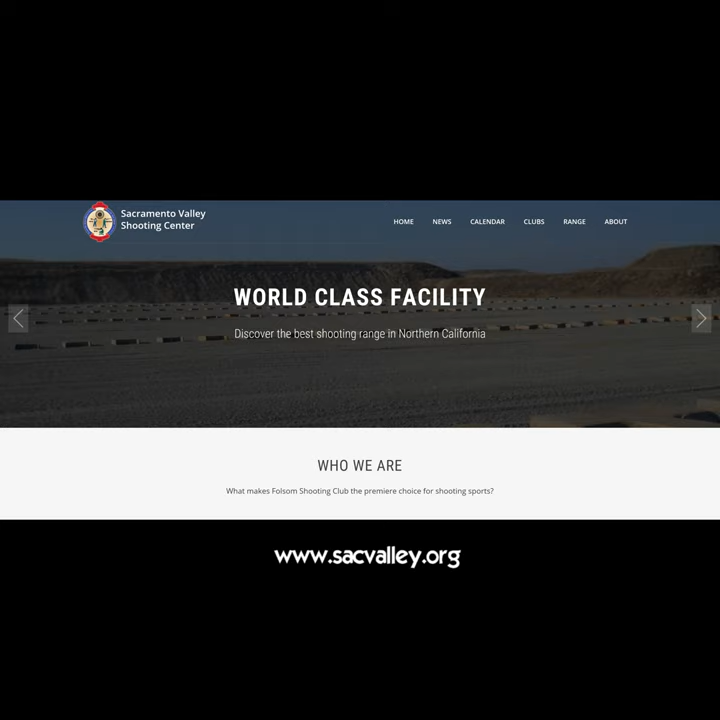 Sacramento Valley
Shooting Center
HOME NEWS CALENDAR CLUBS RANGE ABOUT
WORLD CLASS FACILITY
Discover the best shooting range in Northern California
WHO WE ARE
What makes Folsom Shooting Club the premiere choice for shooting sports?
www.sacvalley.org